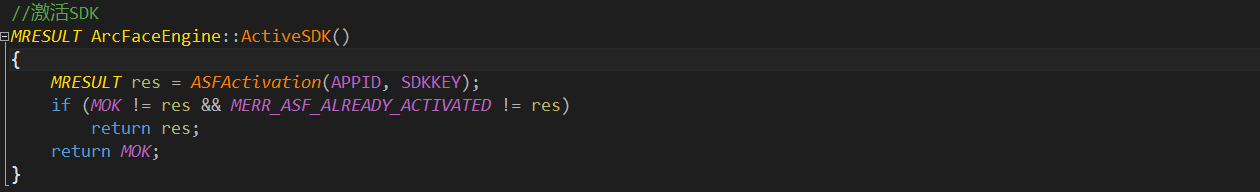 //激活SDK
MRESULT ArcFaceEngine::ActiveSDK()
{
    MRESULT res = ASFActivation(APPID, SDKKEY);
    if (MOK != res && MERR_ASF_ALREADY_ACTIVATED != res)
        return res;
    return MOK;
}